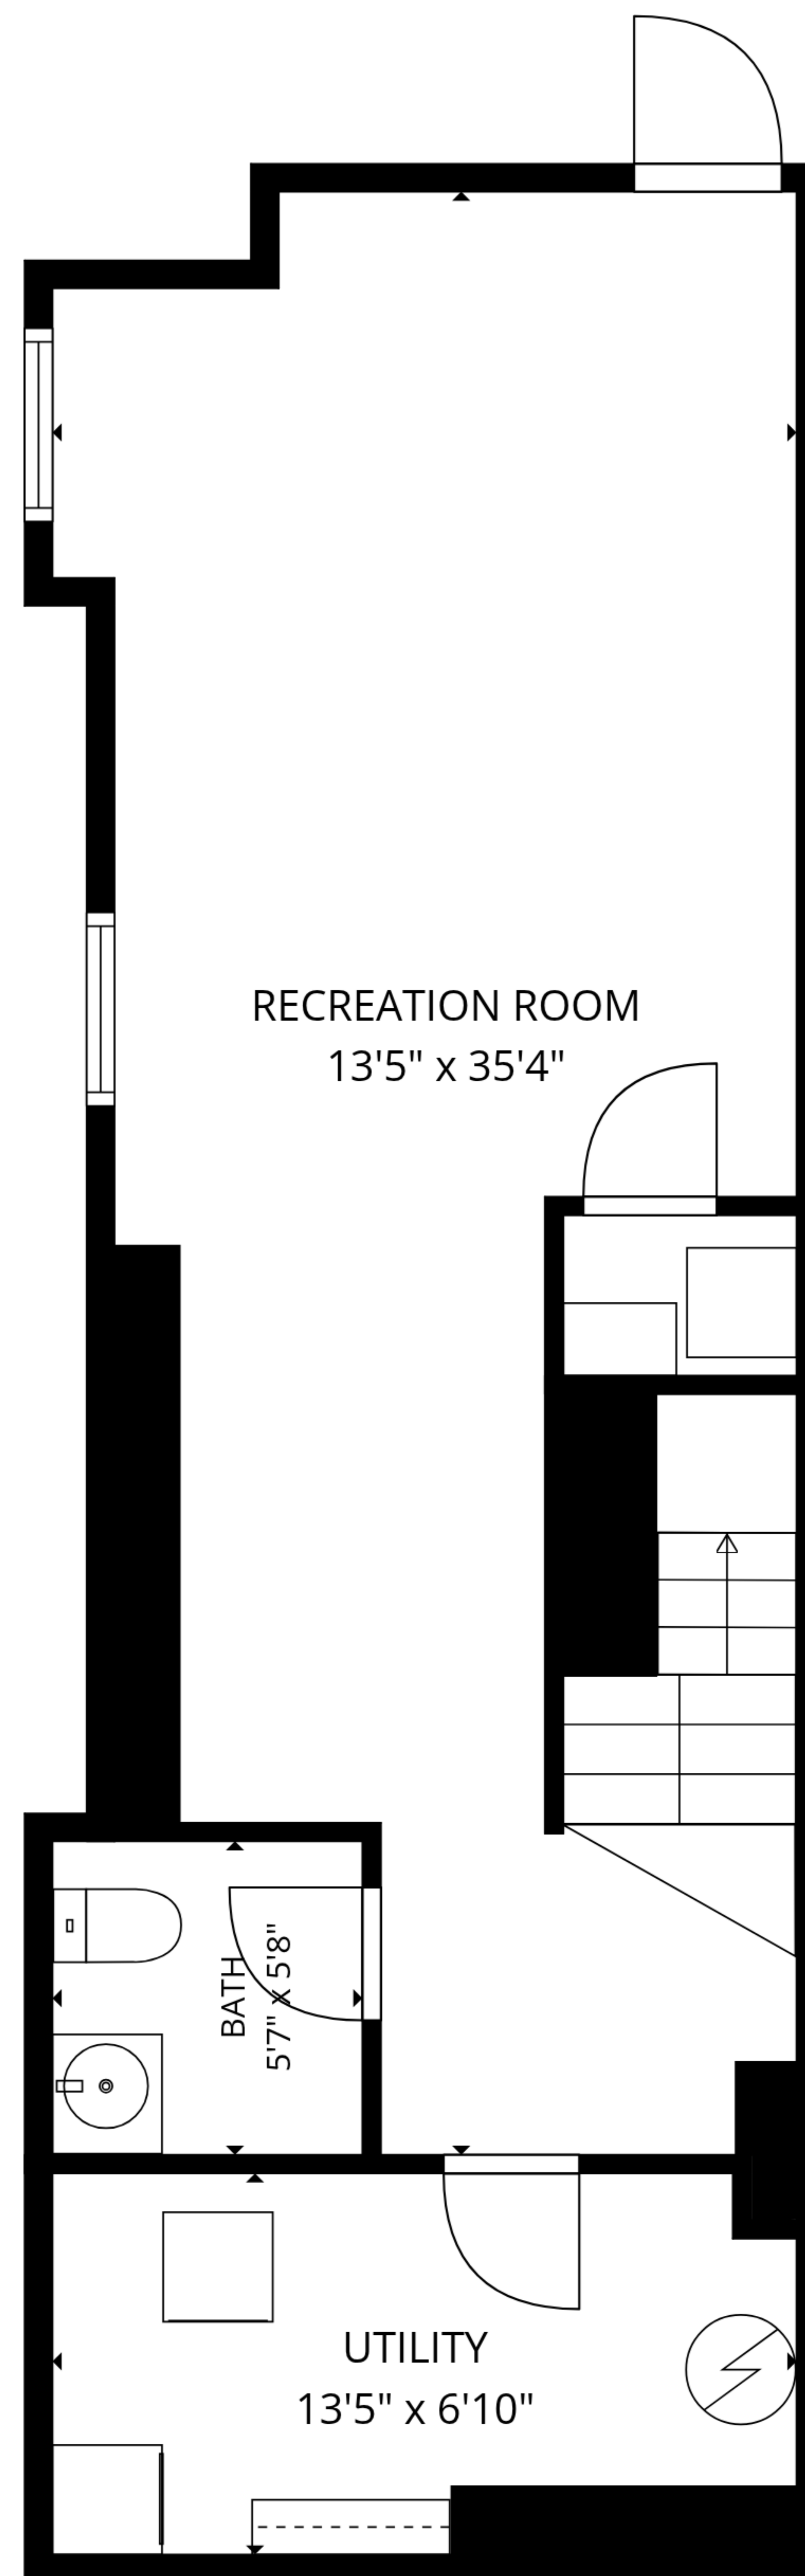 RECREATION ROOM
13'5" x 35'4"
BATH
5'7" x 5'8"
UTILITY
13'5" x 6'10"